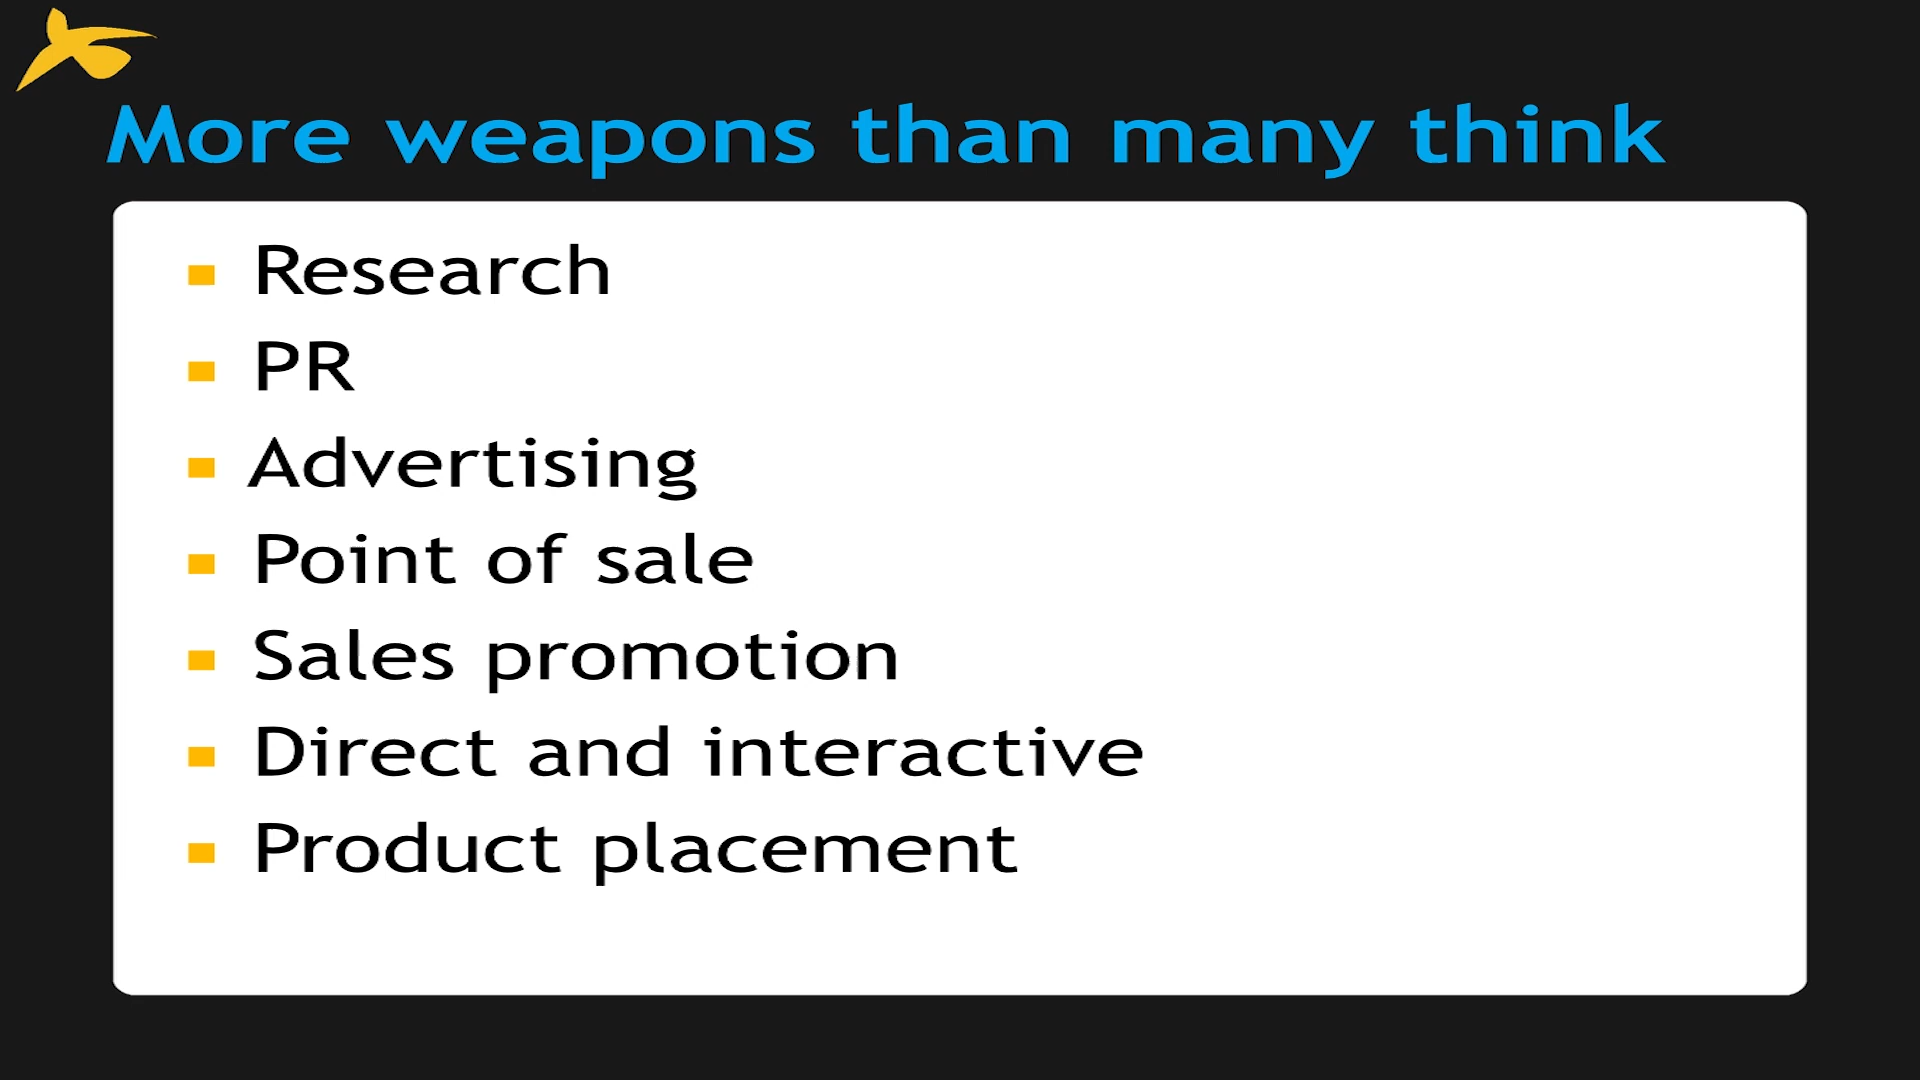 More weapons than many think
Research
PR
Advertising
Point of sale
Sales promotion
Direct and interactive
Product placement